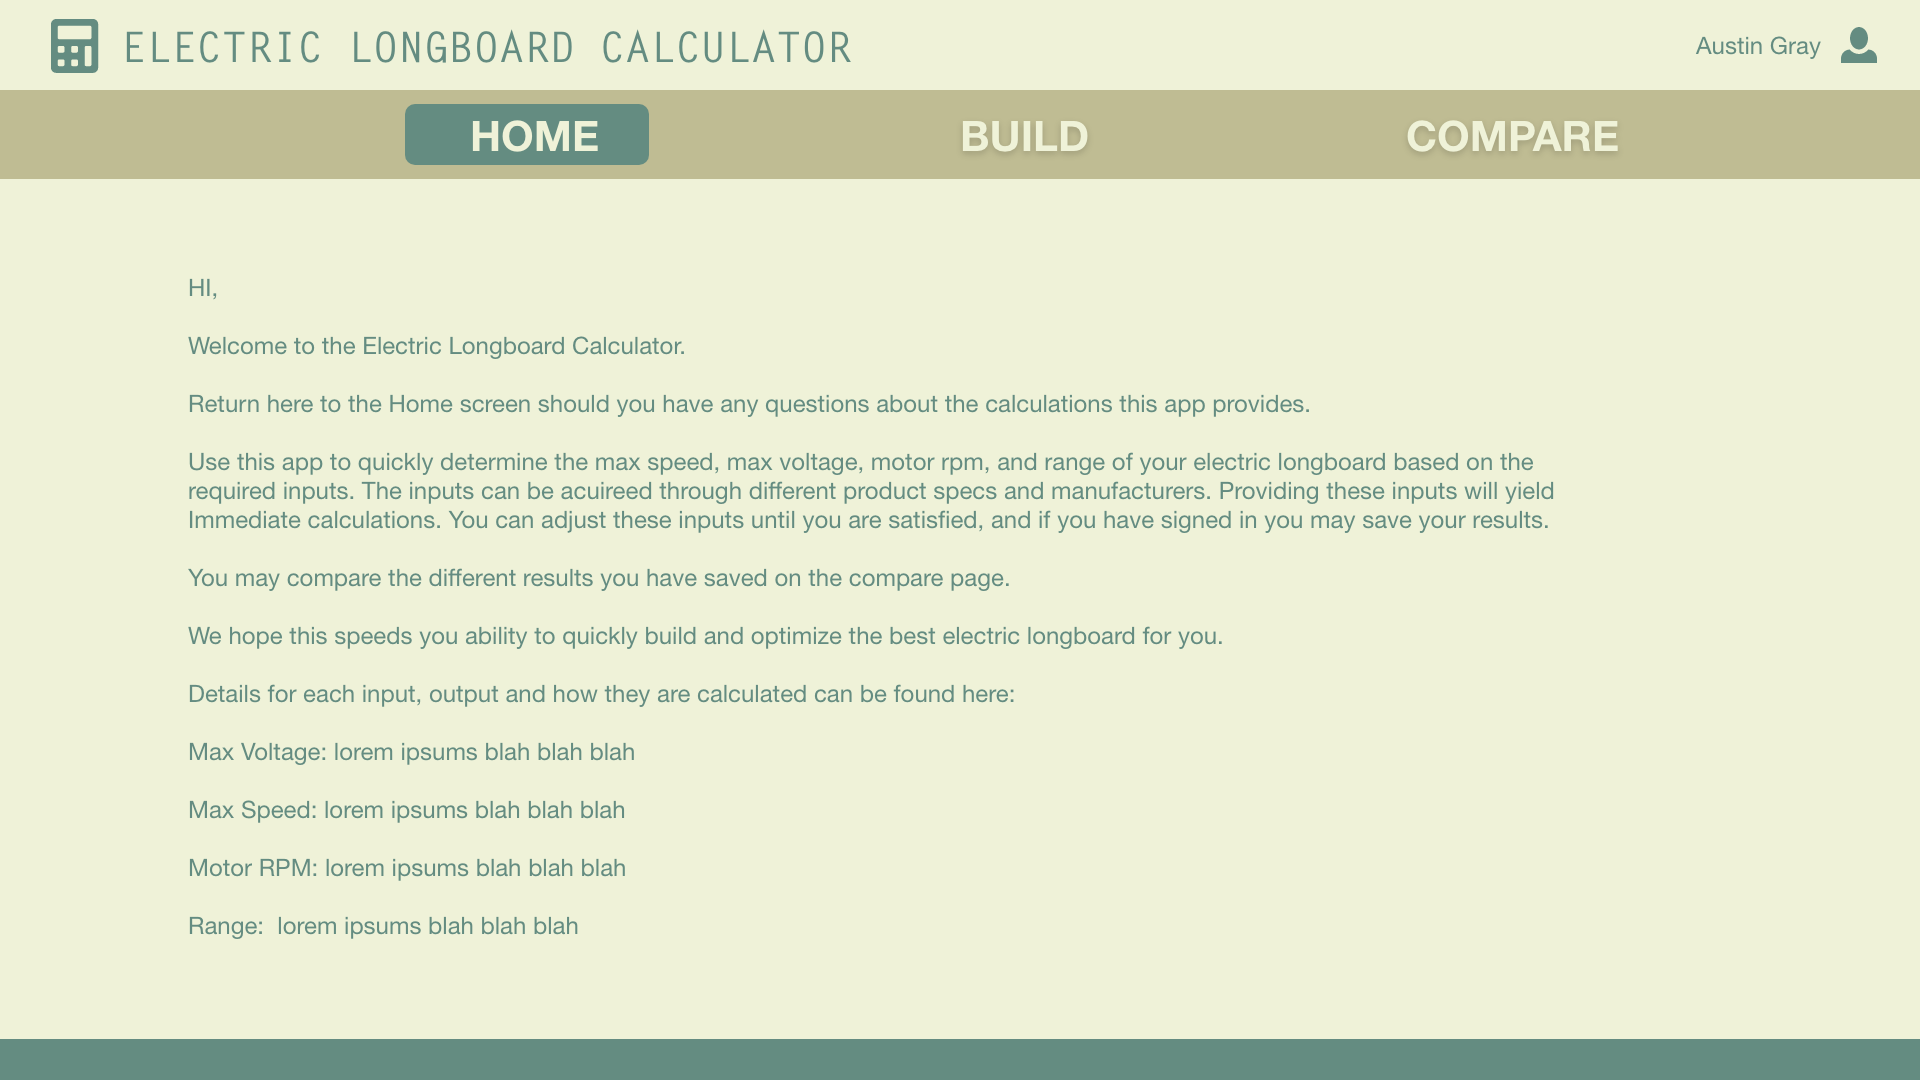 ELECTRIC LONGBOARD CALCULATOR
Austin Gray
HOME
BUILD
COMPARE
HI,
Welcome to the Electric Longboard Calculator.
Return here to the Home screen should you have any questions about the calculations this app provides.
Use this app to quickly determine the max speed, max voltage, motor rpm, and range of your electric longboard based on the
required inputs. The inputs can be acuireed through different product specs and manufacturers. Providing these inputs will yield
Immediate calculations. You can adjust these inputs until you are satisfied, and if you have signed in you may save your results.
You may compare the different results you have saved on the compare page.
We hope this speeds you ability to quickly build and optimize the best electric longboard for you.
Details for each input, output and how they are calculated can be found here:
Max Voltage: lorem ipsums blah blah blah
Max Speed: lorem ipsums blah blah blah
Motor RPM: lorem ipsums blah blah blah
Range:  lorem ipsums blah blah blah